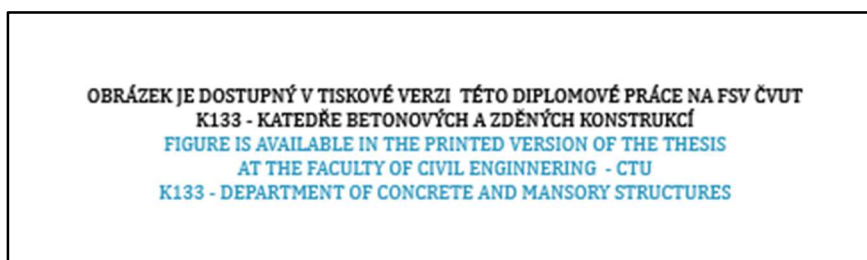 OBRÁZEK JE DOSTUPNÝ V TISKOVÉ VERZI TÉTO DIPLOMOVÉ PRÁCE NA FSV ČVUT
K133 - KATEDŘE BETONOVÝCH A ZDĚNÝCH KONSTRUKCÍ
FIGURE IS AVAILABLE IN THE PRINTED VERSION OF THE THESIS
AT THE FACULTY OF CIVIL ENGINNERING - CTU
K133 - DEPARTMENT OF CONCRETE AND MANSORY STRUCTURES